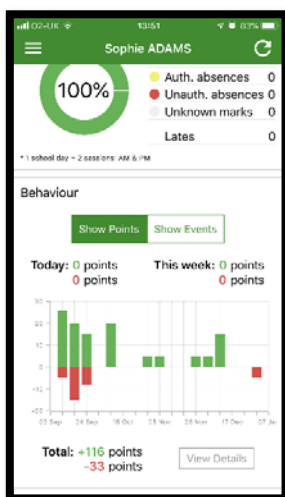 O2-UK 13:51 83%
Sophie ADAMS
100%
Auth. absences 0
Unauth. absences 0
Unknown marks 0
Lates 0
* 1 school day = 2 sessions: AM & PM
Behaviour
Show Points Show Events
Today: 0 points This week: 0 points
0 points 0 points
30
20
10
0
-10
-20
03 Sep 24 Sep 16 Oct 05 Nov 26 Nov 17 Dec 07 Ja
Total: +116 points
-33 points
View Details